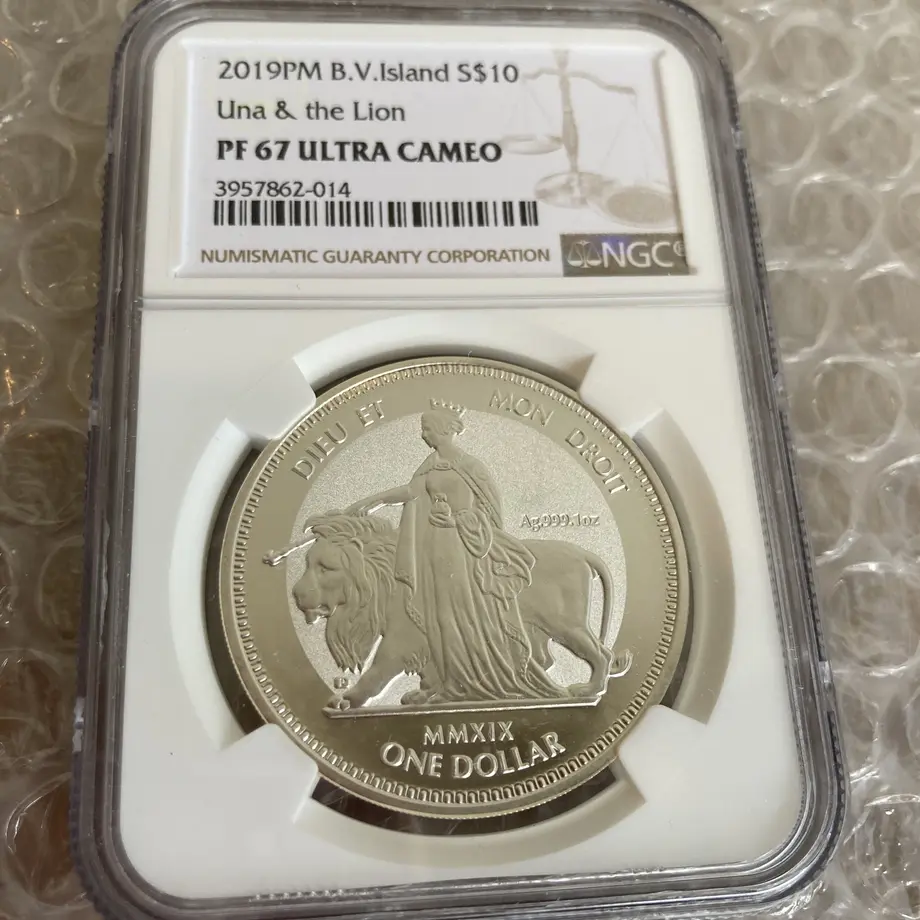 2019PM B.V.Island S$10
Una & the Lion
PF 67 ULTRA CAMEO
3957862-014
NUMISMATIC GUARANTY CORPORATION
NGC
DIEU ET MON DROIT
Ag.999.1oz
P
MMXIX
ONE DOLLAR